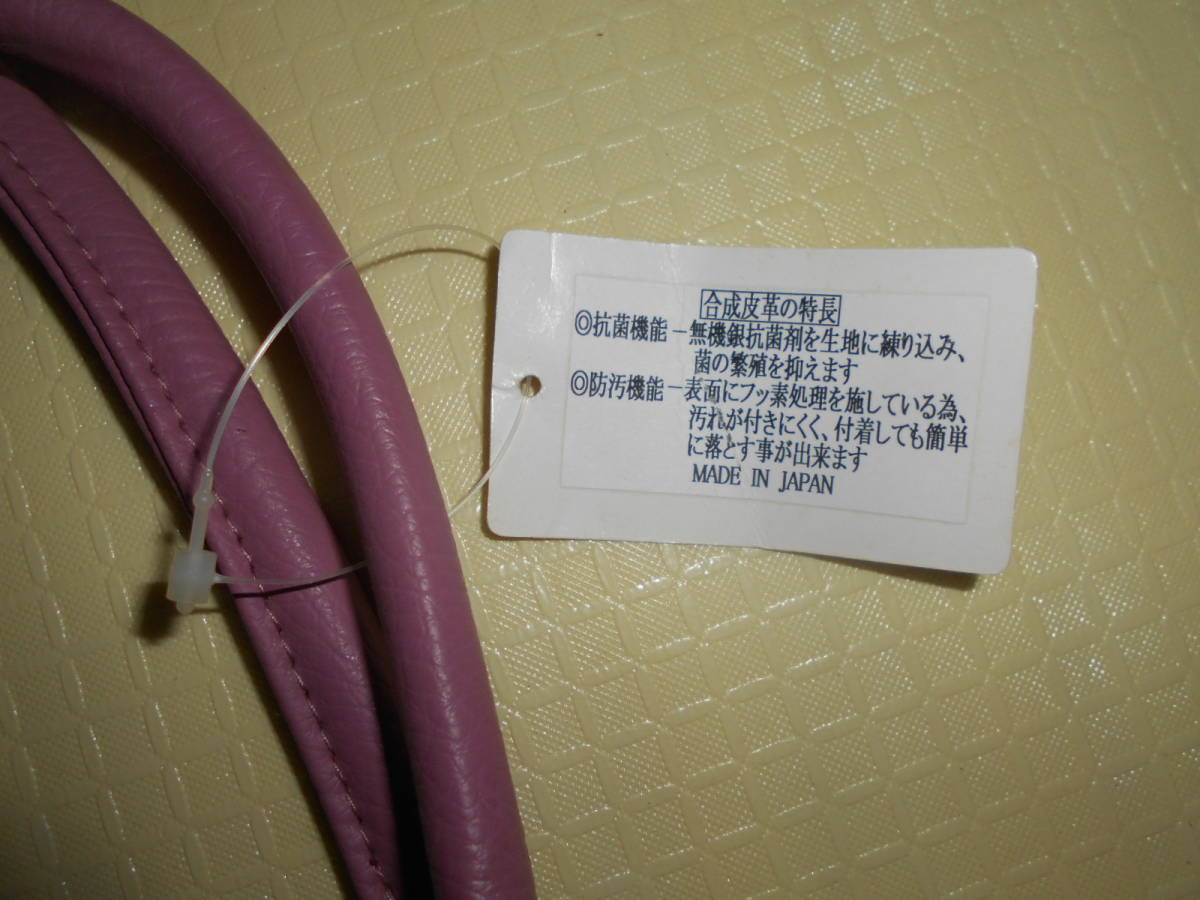 合成皮革の特長
◎抗菌機能－無機銀抗菌剤を生地に練り込み、
菌の繁殖を抑えます
◎防汚機能－表面にフッ素処理を施している為、
汚れが付きにくく、付着しても簡単
に落とす事が出来ます
MADE IN JAPAN